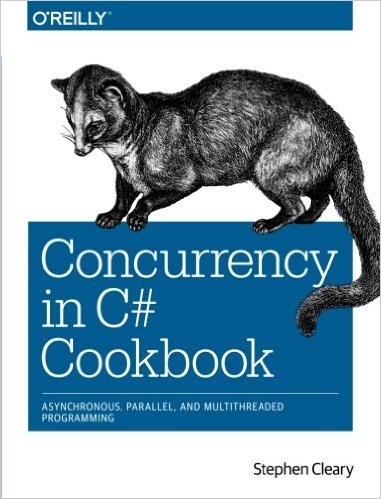 O'REILLY®
Concurrency
in C#
Cookbook
ASYNCHRONOUS, PARALLEL, AND MULTITHREADED
PROGRAMMING
Stephen Cleary